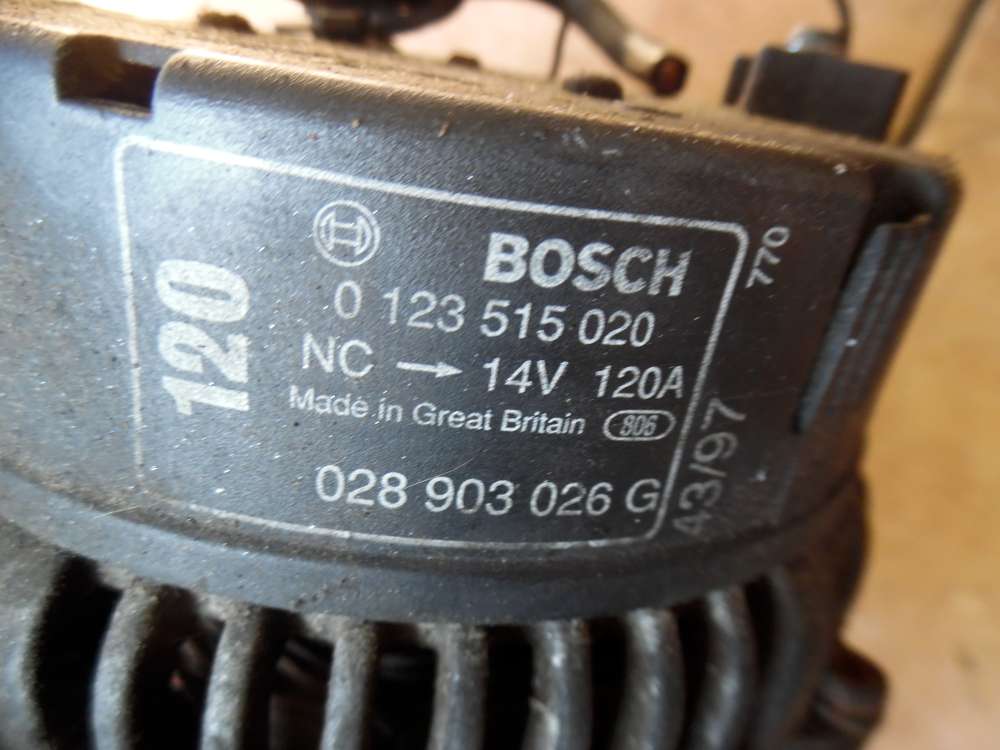 BOSCH
0 123 515 020
NC → 14V 120A
Made in Great Britain 806
028 903 026 G
120
43/97
770